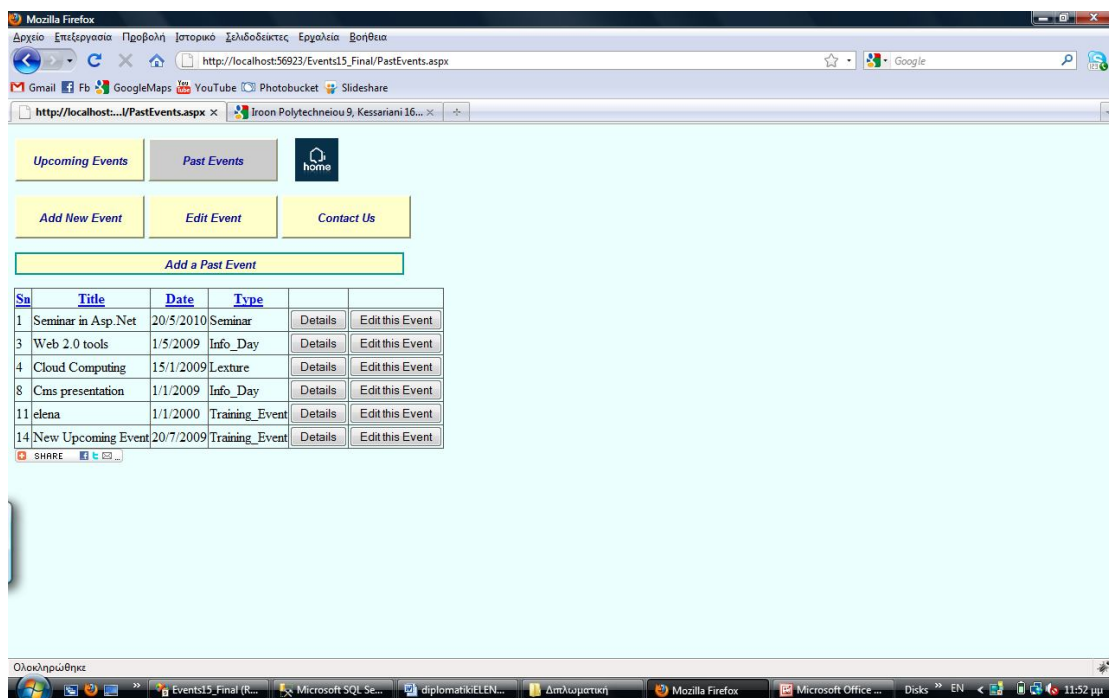 Mozilla Firefox
Αρχείο Επεξεργασία Προβολή Ιστορικό Σελιδοδείκτες Εργαλεία Βοήθεια
http://localhost:56923/Events15_Final/PastEvents.aspx
Google
Gmail Fb GoogleMaps YouTube Photobucket Slideshare
http://localhost:...l/PastEvents.aspx Iroon Polytechneiou 9, Kessariani 16...
Upcoming Events Past Events home
Add New Event Edit Event Contact Us
Add a Past Event
Sn Title Date Type
1 Seminar in Asp.Net 20/5/2010 Seminar Details Edit this Event
3 Web 2.0 tools 1/5/2009 Info_Day Details Edit this Event
4 Cloud Computing 15/1/2009 Lexture Details Edit this Event
8 Cms presentation 1/1/2009 Info_Day Details Edit this Event
11 elena 1/1/2000 Training_Event Details Edit this Event
14 New Upcoming Event 20/7/2009 Training_Event Details Edit this Event
SHARE
Ολοκληρώθηκε
Events15_Final (R... Microsoft SQL Se... diplomatikiELEN... Διπλωματική Mozilla Firefox Microsoft Office ... Disks EN 11:52 μμ